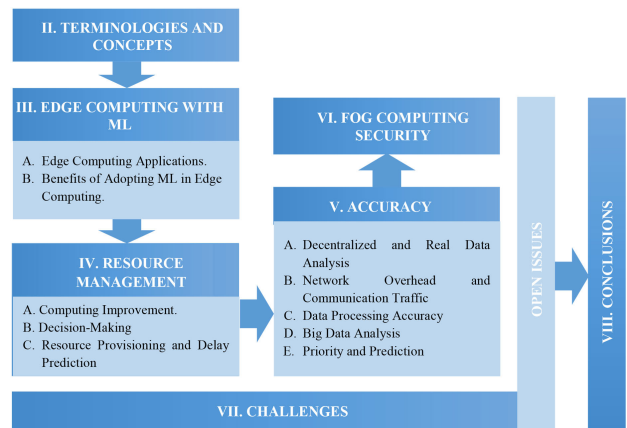 II. TERMINOLOGIES AND
CONCEPTS
III. EDGE COMPUTING WITH
ML
A. Edge Computing Applications.
B. Benefits of Adopting ML in Edge
Computing.
IV. RESOURCE
MANAGEMENT
A. Computing Improvement.
B. Decision-Making
C. Resource Provisioning and Delay
Prediction
VI. FOG COMPUTING
SECURITY
V. ACCURACY
A. Decentralized and Real Data
Analysis
B. Network Overhead and
Communication Traffic
C. Data Processing Accuracy
D. Big Data Analysis
E. Priority and Prediction
VII. CHALLENGES
OPEN ISSUES
VIII. CONCLUSIONS